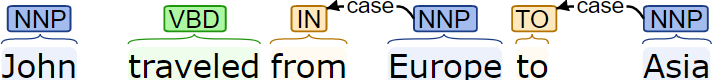 NNP VBD IN case NNP TO case NNP
John traveled from Europe to Asia